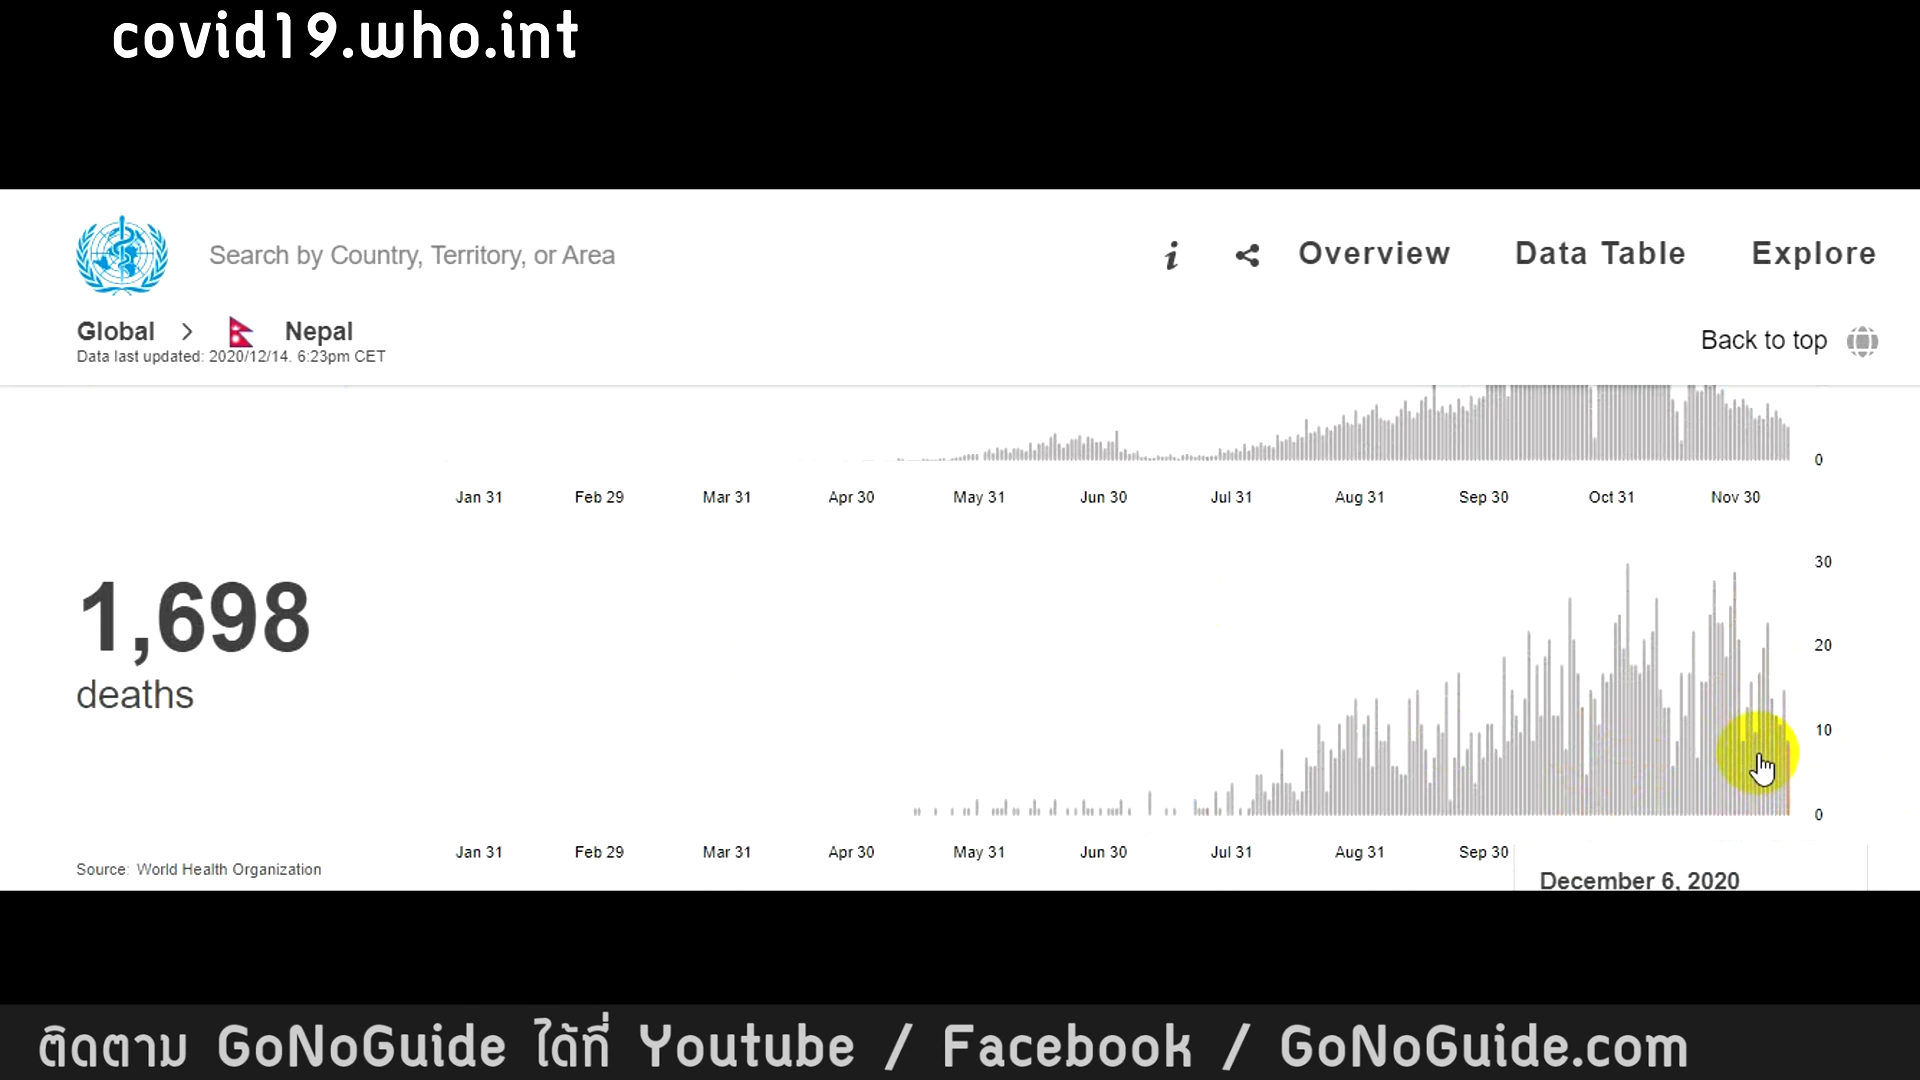 covid19.who.int
Search by Country, Territory, or Area
i
Overview
Data Table
Explore
Global > Nepal
Data last updated: 2020/12/14, 6:23pm CET
Back to top
0
Jan 31 Feb 29 Mar 31 Apr 30 May 31 Jun 30 Jul 31 Aug 31 Sep 30 Oct 31 Nov 30
1,698
deaths
30
20
10
0
Jan 31 Feb 29 Mar 31 Apr 30 May 31 Jun 30 Jul 31 Aug 31 Sep 30
Source: World Health Organization
December 6, 2020
ติดตาม GoNoGuide ได้ที่ Youtube / Facebook / GoNoGuide.com